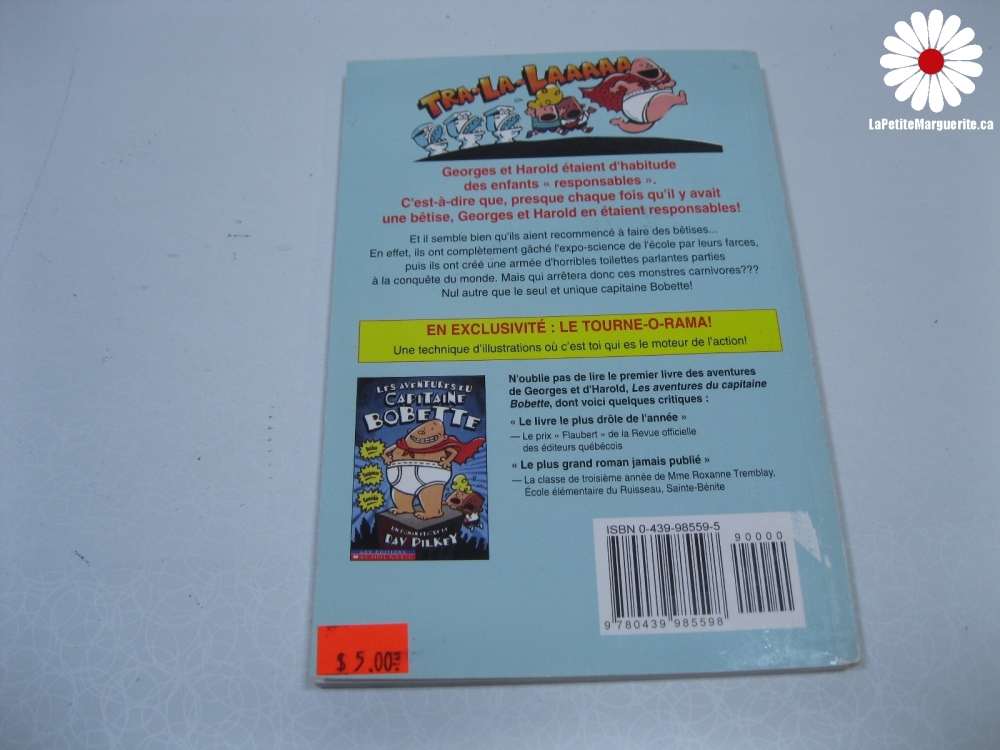 LaPetiteMarguerite.ca
TRA-LA-LAAAAA
Georges et Harold étaient d'habitude
des enfants « responsables ».
C'est-à-dire que, presque chaque fois qu'il y avait
une bêtise, Georges et Harold en étaient responsables!
Et il semble bien qu'ils aient recommencé à faire des bêtises...
En effet, ils ont complètement gâché l'expo-science de l'école par leurs farces,
puis ils ont créé une armée d'horribles toilettes parlantes parties
à la conquête du monde. Mais qui arrêtera donc ces monstres carnivores???
Nul autre que le seul et unique capitaine Bobette!
EN EXCLUSIVITÉ : LE TOURNE-O-RAMA!
Une technique d'illustrations où c'est toi qui es le moteur de l'action!
LES AVENTURES DU
CAPITAINE
BOBETTE
DAV PILKEY
LES ÉDITIONS
SCHOLASTIC
N'oublie pas de lire le premier livre des aventures
de Georges et d'Harold, Les aventures du capitaine
Bobette, dont voici quelques critiques :
« Le livre le plus drôle de l'année »
— Le prix « Flaubert » de la Revue officielle
des éditeurs québécois
« Le plus grand roman jamais publié »
— La classe de troisième année de Mme Roxanne Tremblay,
École élémentaire du Ruisseau, Sainte-Bénite
ISBN 0-439-98559-5
90000
9 780439 985598
$ 5.00